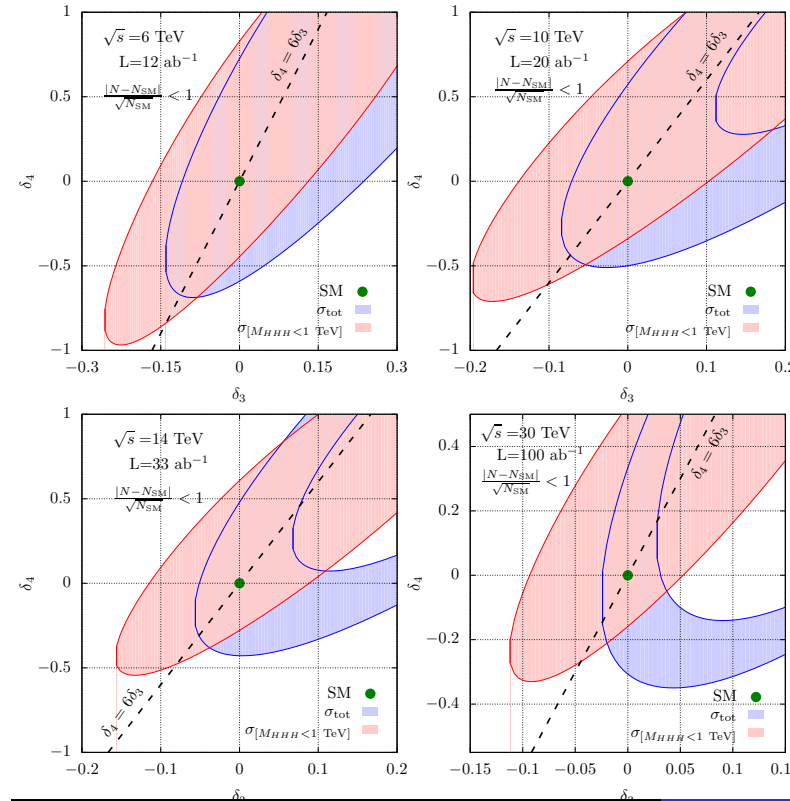 √s =6 TeV
L=12 ab⁻¹
|N−N_SM|/√N_SM < 1
δ₄ = 6δ₃
SM
σ_tot
σ_[M_HHH<1 TeV]
δ₄
1
0.5
0
−0.5
−1
−0.3 −0.15 0 0.15 0.3
δ₃
√s =10 TeV
L=20 ab⁻¹
|N−N_SM|/√N_SM < 1
δ₄ = 6δ₃
SM
σ_tot
σ_[M_HHH<1 TeV]
δ₄
1
0.5
0
−0.5
−1
−0.2 −0.1 0 0.1 0.2
δ₃
√s =14 TeV
L=33 ab⁻¹
|N−N_SM|/√N_SM < 1
δ₄ = 6δ₃
SM
σ_tot
σ_[M_HHH<1 TeV]
δ₄
1
0.5
0
−0.5
−1
−0.2 −0.1 0 0.1 0.2
√s =30 TeV
L=100 ab⁻¹
|N−N_SM|/√N_SM < 1
δ₄ = 6δ₃
SM
σ_tot
σ_[M_HHH<1 TeV]
δ₄
0.4
0.2
0
−0.2
−0.4
−0.15 −0.1 −0.05 0 0.05 0.1